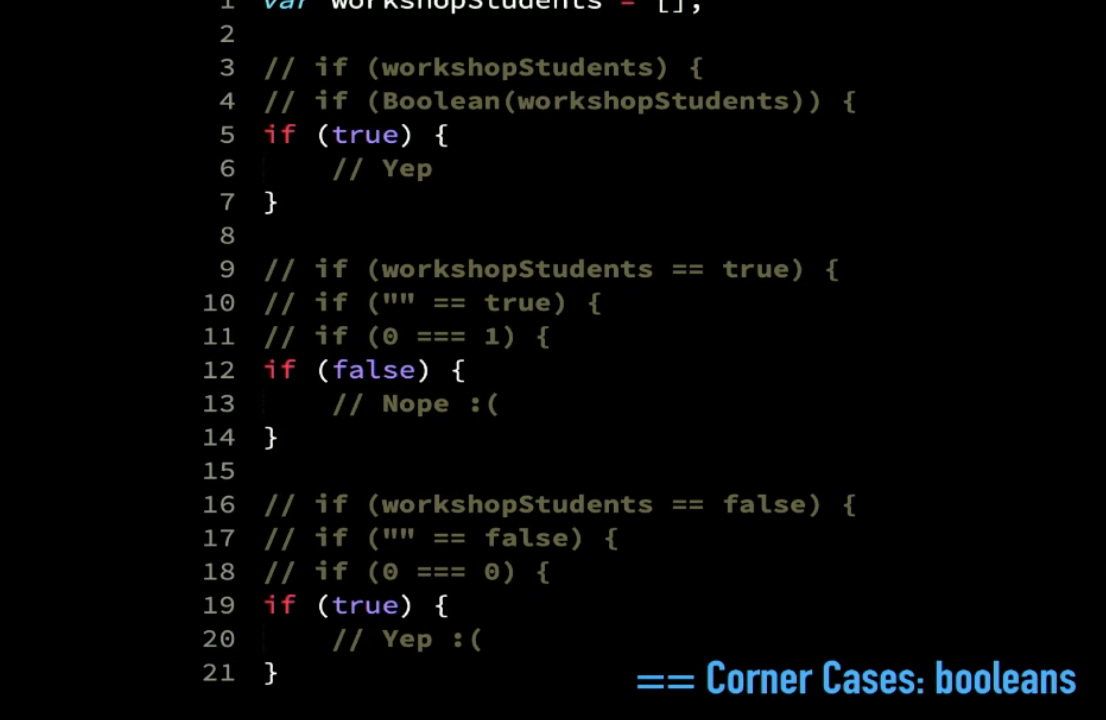 1 var workshopStudents = [];
2
3 // if (workshopStudents) {
4 // if (Boolean(workshopStudents)) {
5 if (true) {
6 // Yep
7 }
8
9 // if (workshopStudents == true) {
10 // if ("" == true) {
11 // if (0 === 1) {
12 if (false) {
13 // Nope :(
14 }
15
16 // if (workshopStudents == false) {
17 // if ("" == false) {
18 // if (0 === 0) {
19 if (true) {
20 // Yep :(
21 }
== Corner Cases: booleans